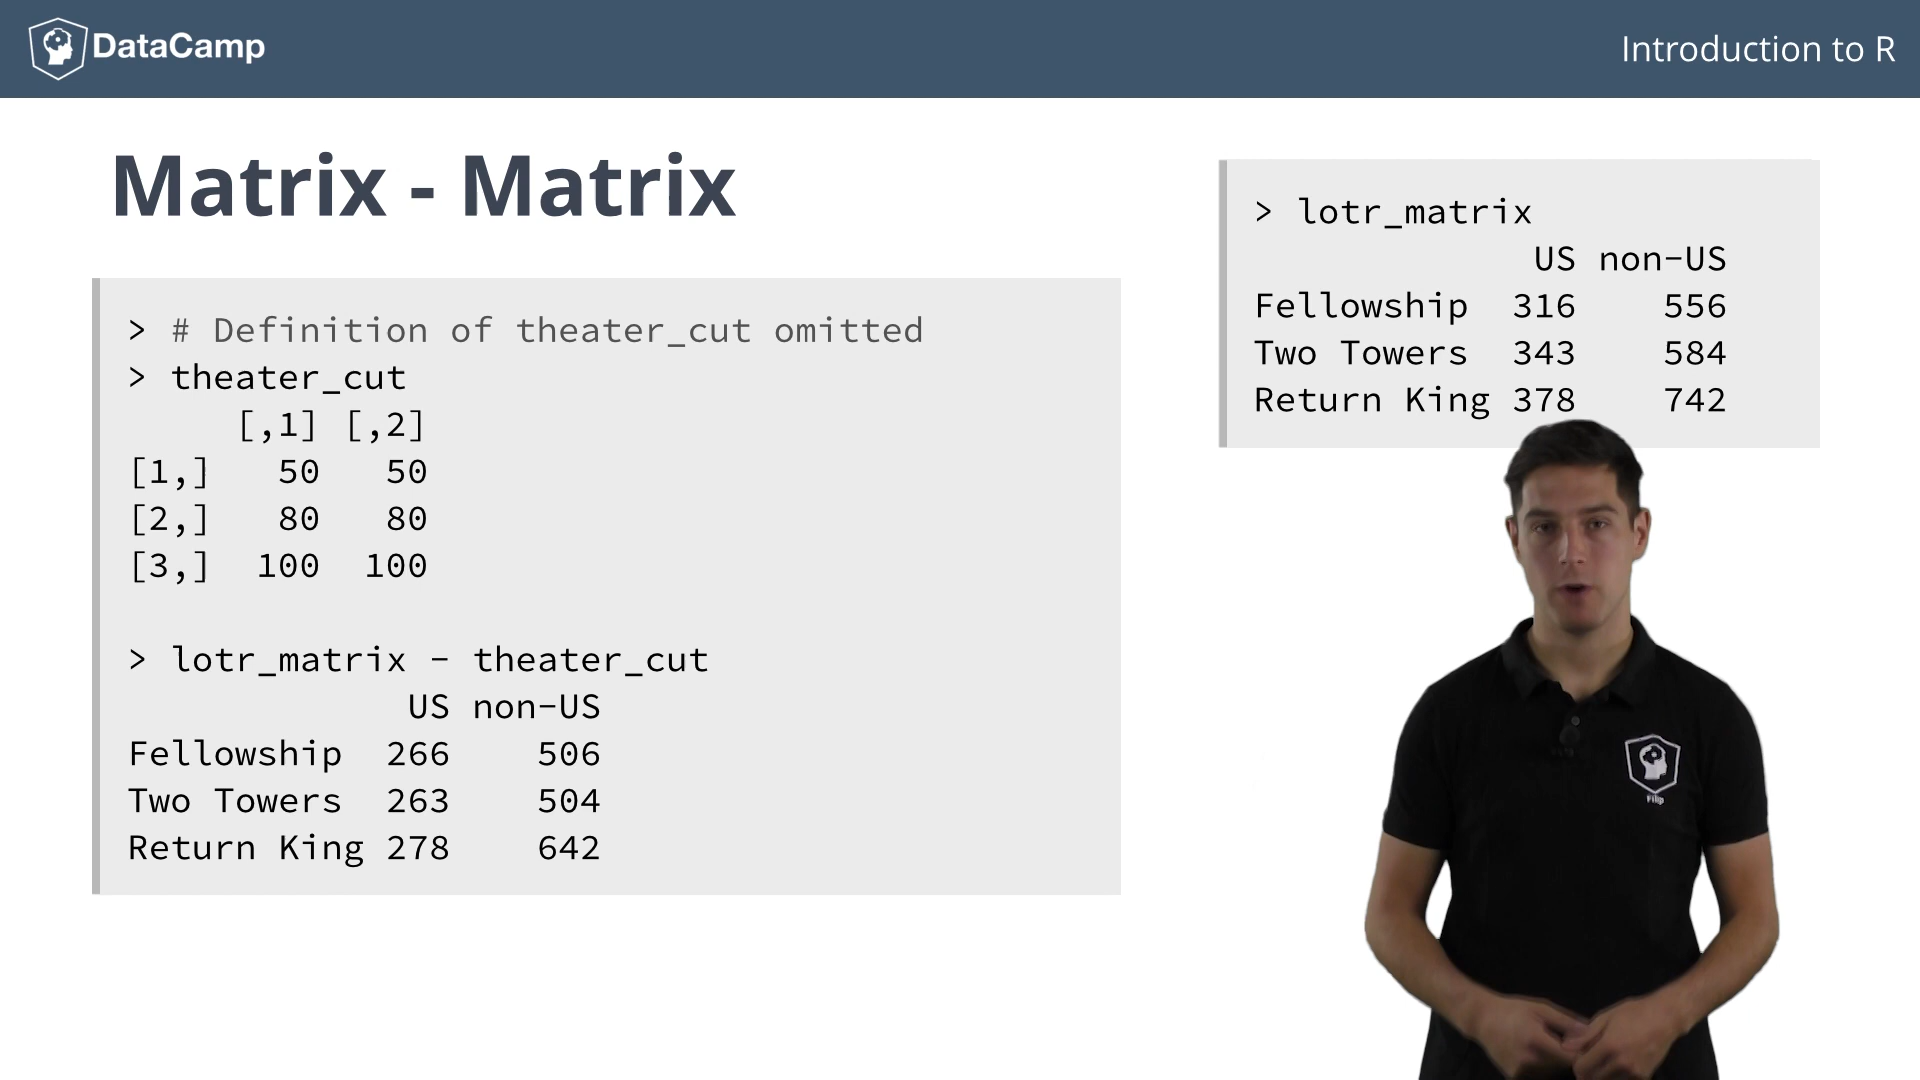 DataCamp
Introduction to R
Matrix - Matrix
> # Definition of theater_cut omitted
> theater_cut
     [,1] [,2]
[1,]   50   50
[2,]   80   80
[3,]  100  100
> lotr_matrix - theater_cut
             US non-US
Fellowship  266    506
Two Towers  263    504
Return King 278    642
> lotr_matrix
             US non-US
Fellowship  316    556
Two Towers  343    584
Return King 378    742
Filip